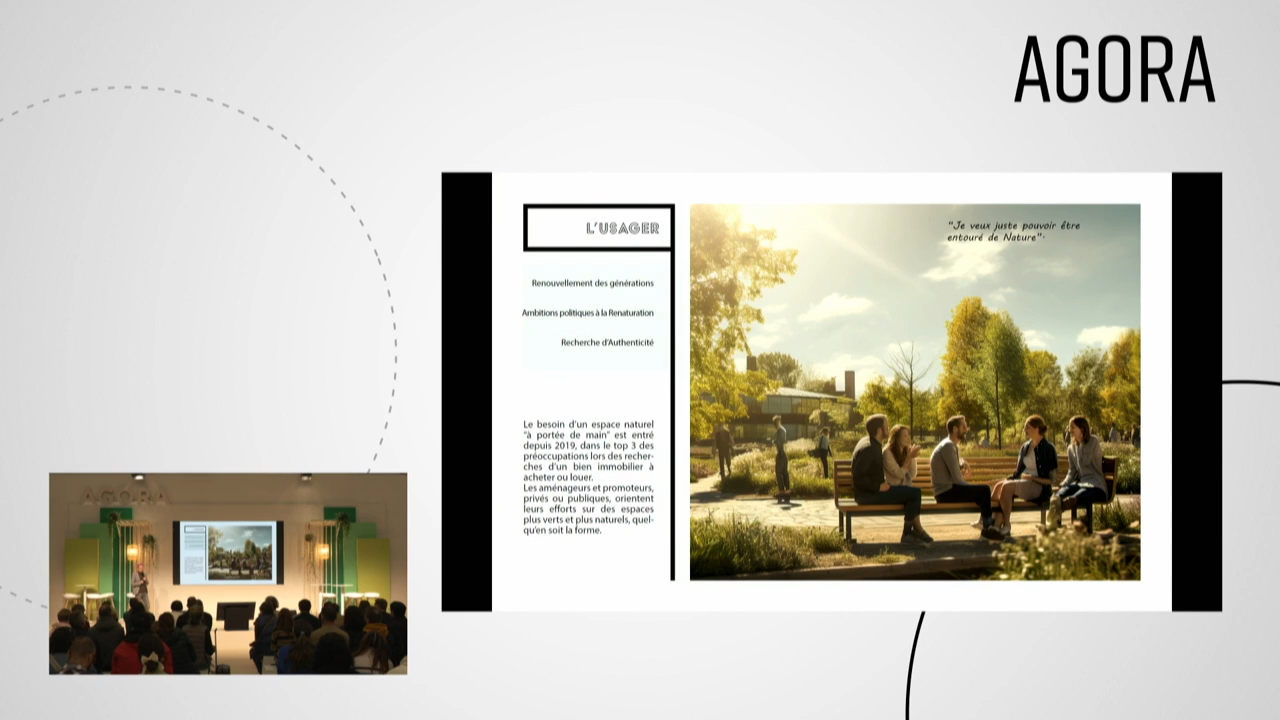 AGORA
L'USAGER
"Je veux juste pouvoir être
entouré de Nature".
Renouvellement des générations
Ambitions politiques à la Renaturation
Recherche d'Authenticité
Le besoin d'un espace naturel
"à portée de main" est entré
depuis 2019, dans le top 3 des
préoccupations lors des recher-
ches d'un bien immobilier à
acheter ou louer.
Les aménageurs et promoteurs,
privés ou publiques, orientent
leurs efforts sur des espaces
plus verts et plus naturels, quel-
qu'en soit la forme.
AGORA